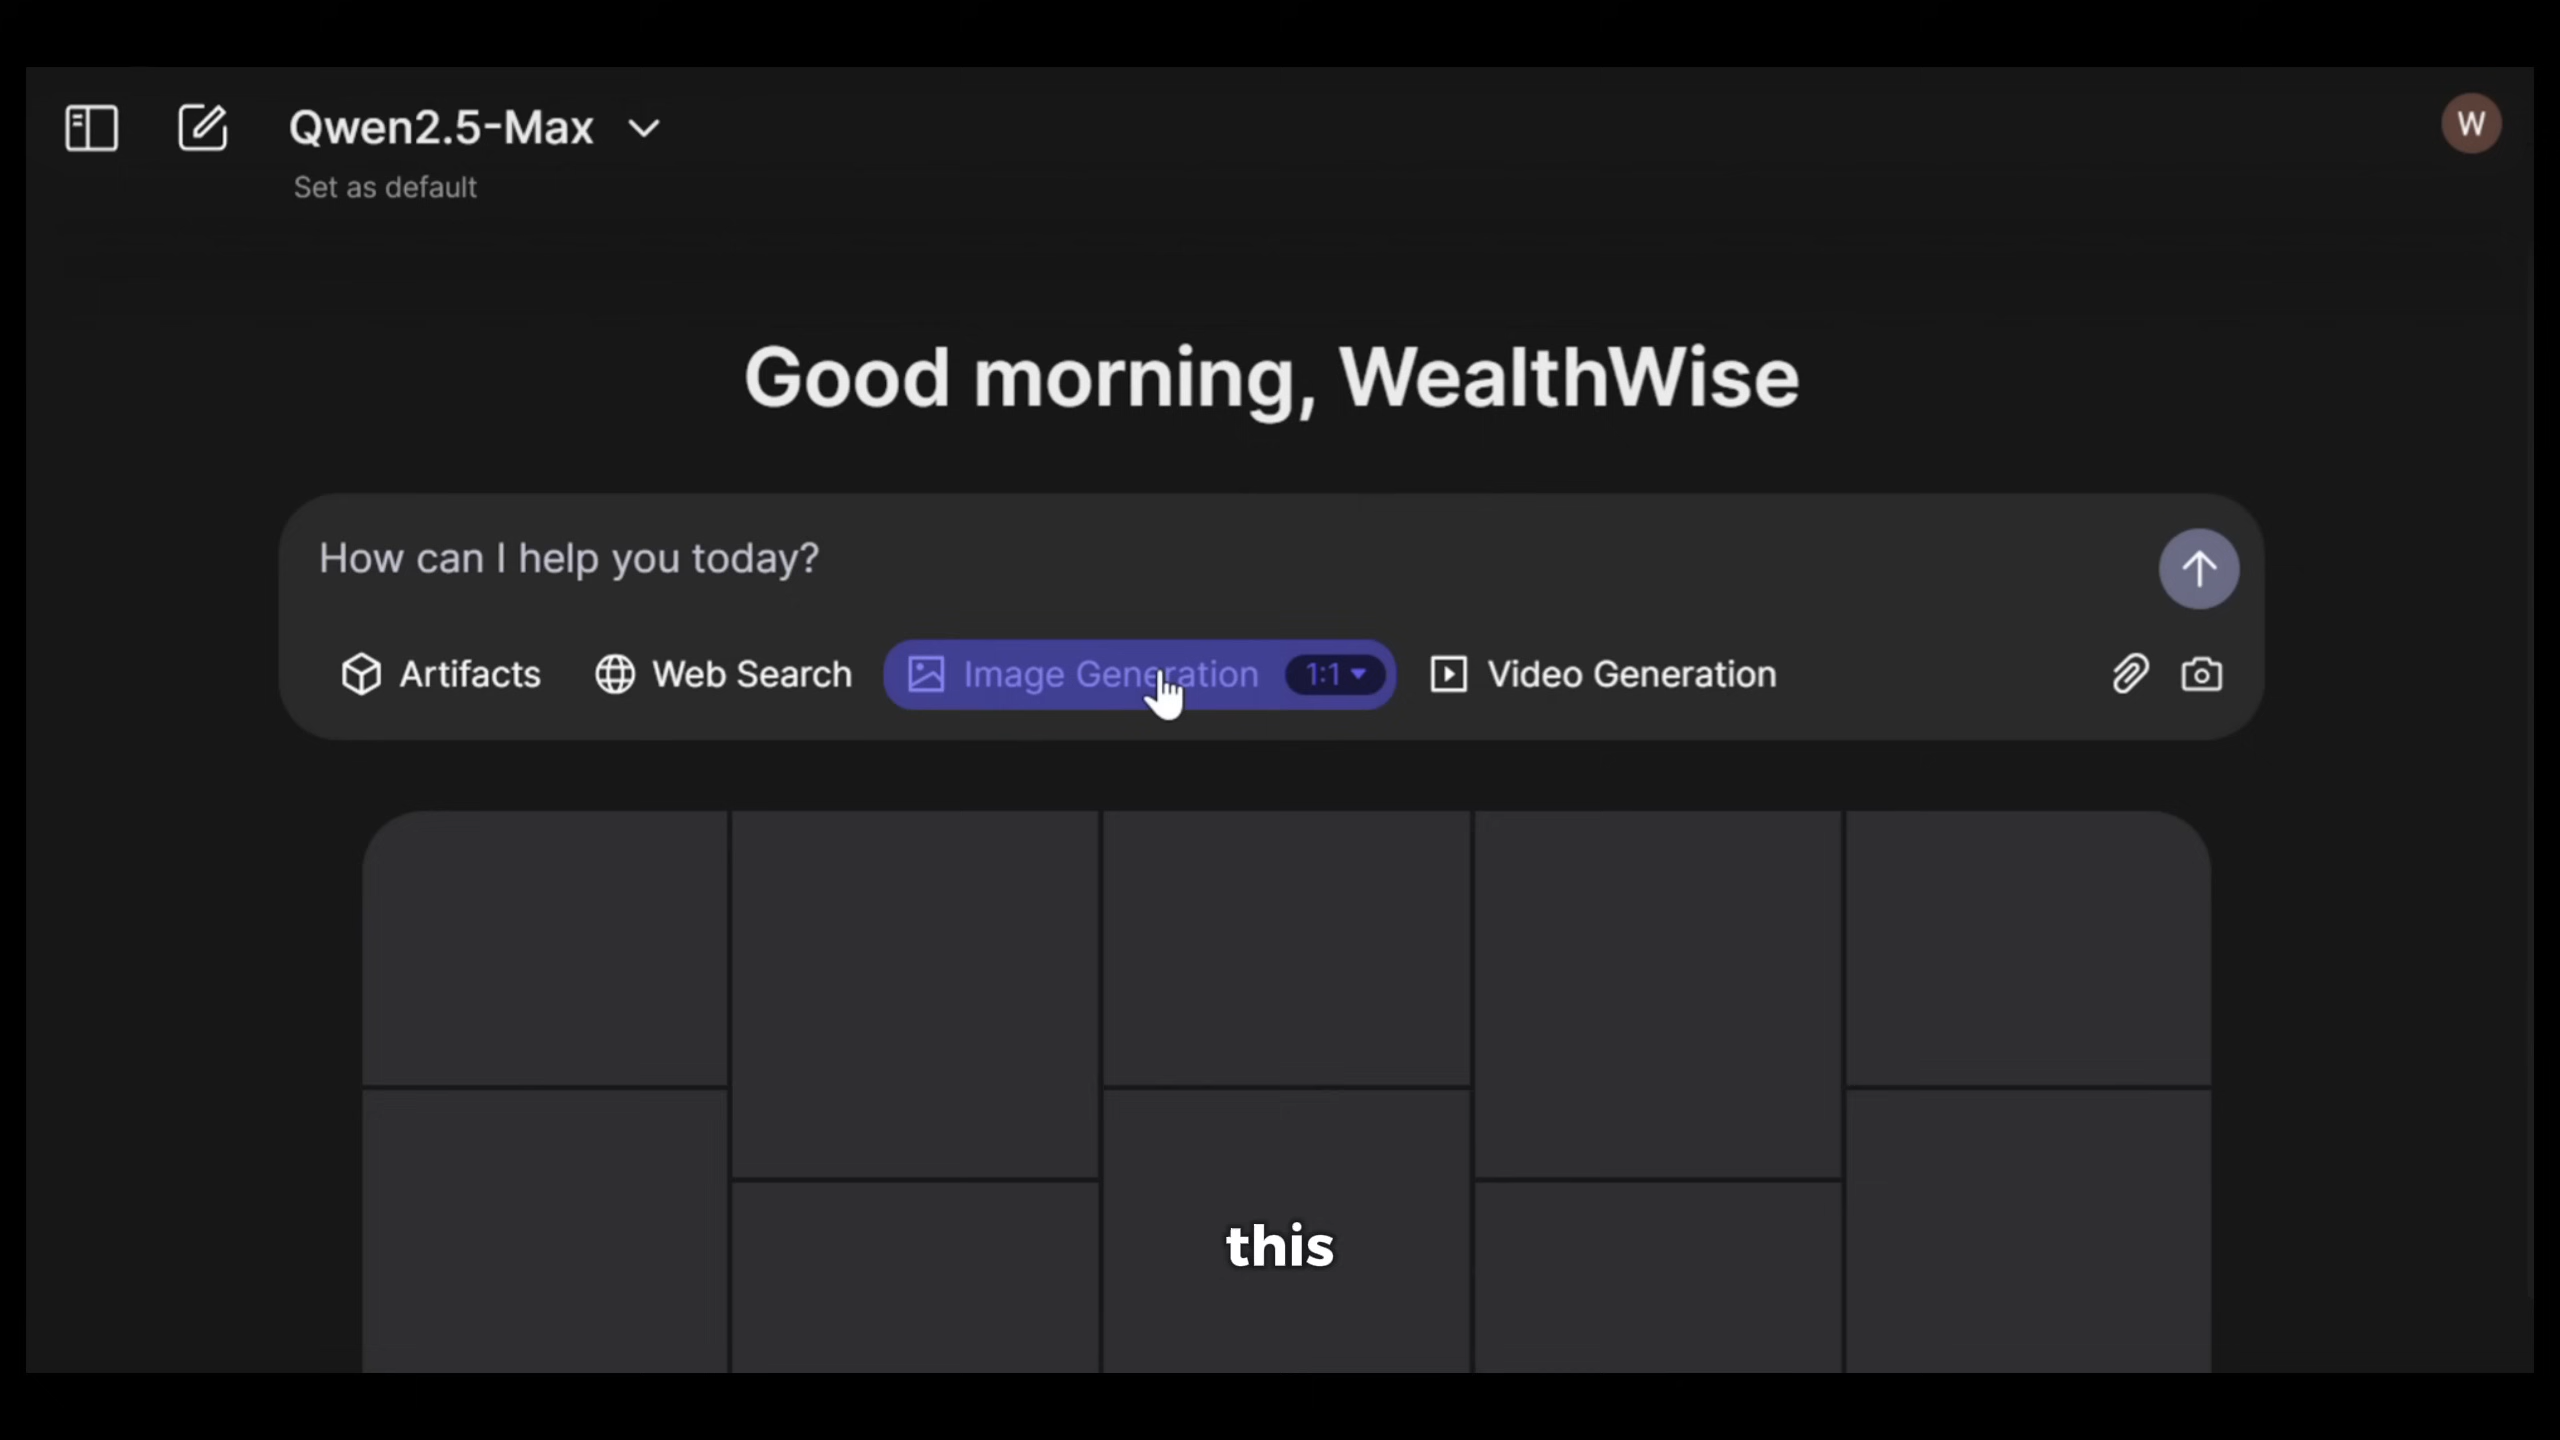 Qwen2.5-Max
W
Set as default
Good morning, WealthWise
How can I help you today?
Artifacts Web Search Image Generation 1:1 Video Generation
this